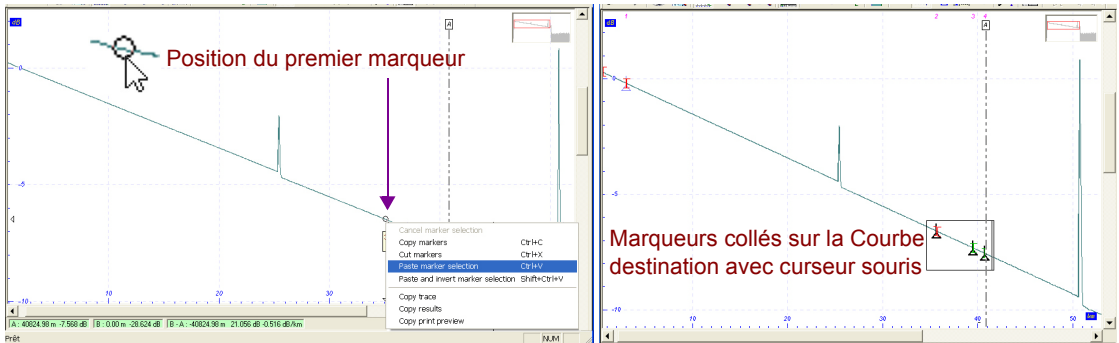 dB
A
Position du premier marqueur
0
-5
-10
10
20
30
Cancel marker selection
Copy markers Ctrl+C
Cut markers Ctrl+X
Paste marker selection Ctrl+V
Paste and invert marker selection Shift+Ctrl+V
Copy trace
Copy results
Copy print preview
A : 40824.98 m -7.568 dB
B : 0.00 m -28.624 dB
B - A : -40824.98 m 21.056 dB -0.516 dB/km
Prêt
NUM
dB
1
2
3
4
A
0
-5
Marqueurs collés sur la Courbe
destination avec curseur souris
-10
10
20
30
40
50
km